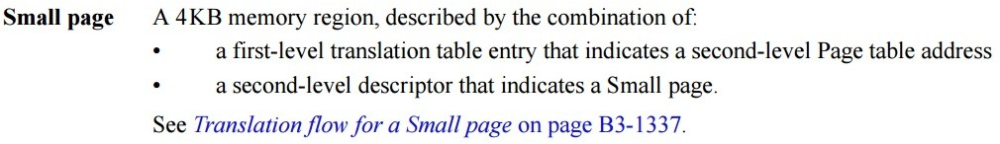 Small page A 4KB memory region, described by the combination of:
• a first-level translation table entry that indicates a second-level Page table address
• a second-level descriptor that indicates a Small page.
See Translation flow for a Small page on page B3-1337.